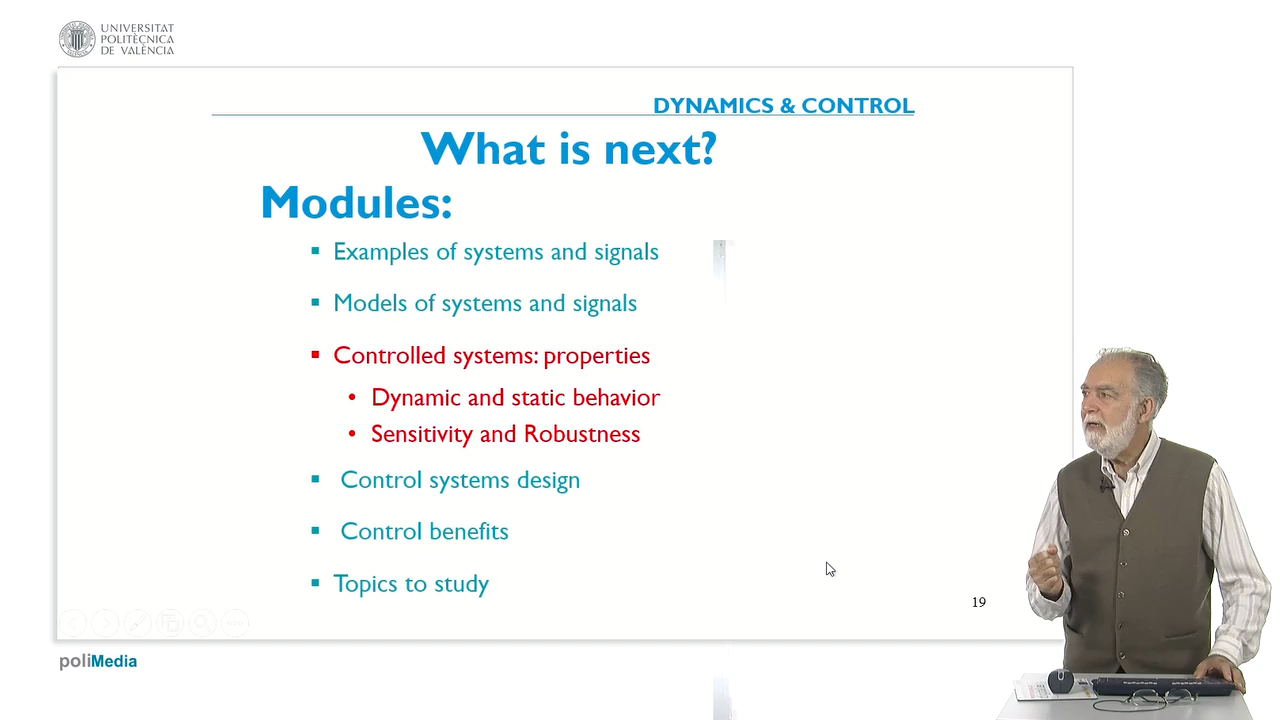 UNIVERSITAT
POLITÈCNICA
DE VALÈNCIA
DYNAMICS & CONTROL
What is next?
Modules:
▪ Examples of systems and signals
▪ Models of systems and signals
▪ Controlled systems: properties
• Dynamic and static behavior
• Sensitivity and Robustness
▪ Control systems design
▪ Control benefits
▪ Topics to study
19
poliMedia